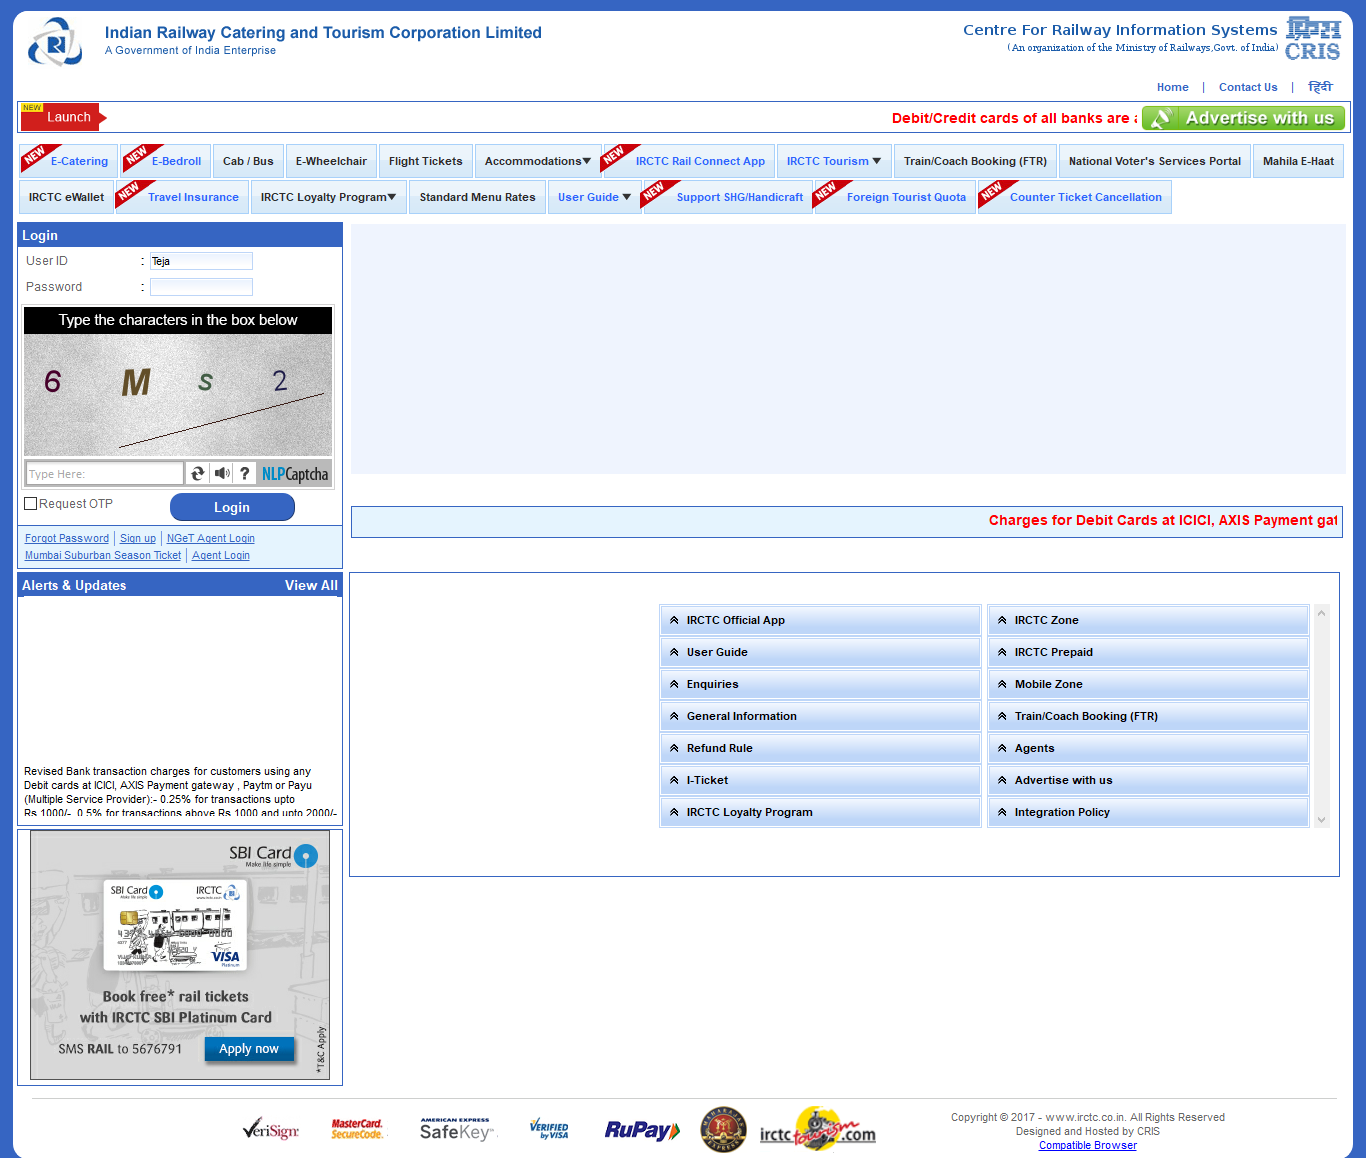 Indian Railway Catering and Tourism Corporation Limited
A Government of India Enterprise
Centre For Railway Information Systems
(An organization of the Ministry of Railways,Govt. of India)
CRIS
Home | Contact Us | हिंदी
NEW
Launch
Debit/Credit cards of all banks are
Advertise with us
NEW E-Catering NEW E-Bedroll Cab / Bus E-Wheelchair Flight Tickets Accommodations NEW IRCTC Rail Connect App IRCTC Tourism Train/Coach Booking (FTR) National Voter's Services Portal Mahila E-Haat
IRCTC eWallet NEW Travel Insurance IRCTC Loyalty Program Standard Menu Rates User Guide NEW Support SHG/Handicraft NEW Foreign Tourist Quota NEW Counter Ticket Cancellation
Login
User ID : Teja
Password :
Type the characters in the box below
6 M s 2
Type Here: ? NLPCaptcha
Request OTP Login
Forgot Password | Sign up | NGeT Agent Login
Mumbai Suburban Season Ticket | Agent Login
Charges for Debit Cards at ICICI, AXIS Payment gat
Alerts & Updates View All
Revised Bank transaction charges for customers using any
Debit cards at ICICI, AXIS Payment gateway , Paytm or Payu
(Multiple Service Provider):- 0.25% for transactions upto
Rs.1000/-, 0.5% for transactions above Rs.1000 and upto 2000/-
IRCTC Official App IRCTC Zone
User Guide IRCTC Prepaid
Enquiries Mobile Zone
General Information Train/Coach Booking (FTR)
Refund Rule Agents
I-Ticket Advertise with us
IRCTC Loyalty Program Integration Policy
SBI Card
Make life simple
SBI Card IRCTC
Make life simple
VISA
Platinum
Book free* rail tickets
with IRCTC SBI Platinum Card
SMS RAIL to 5676791 Apply now
*T&C Apply
VeriSign
MasterCard.
SecureCode.
AMERICAN EXPRESS
SafeKey
VERIFIED
by VISA
RuPay
irctc tourism .com
Copyright © 2017 - www.irctc.co.in. All Rights Reserved
Designed and Hosted by CRIS
Compatible Browser